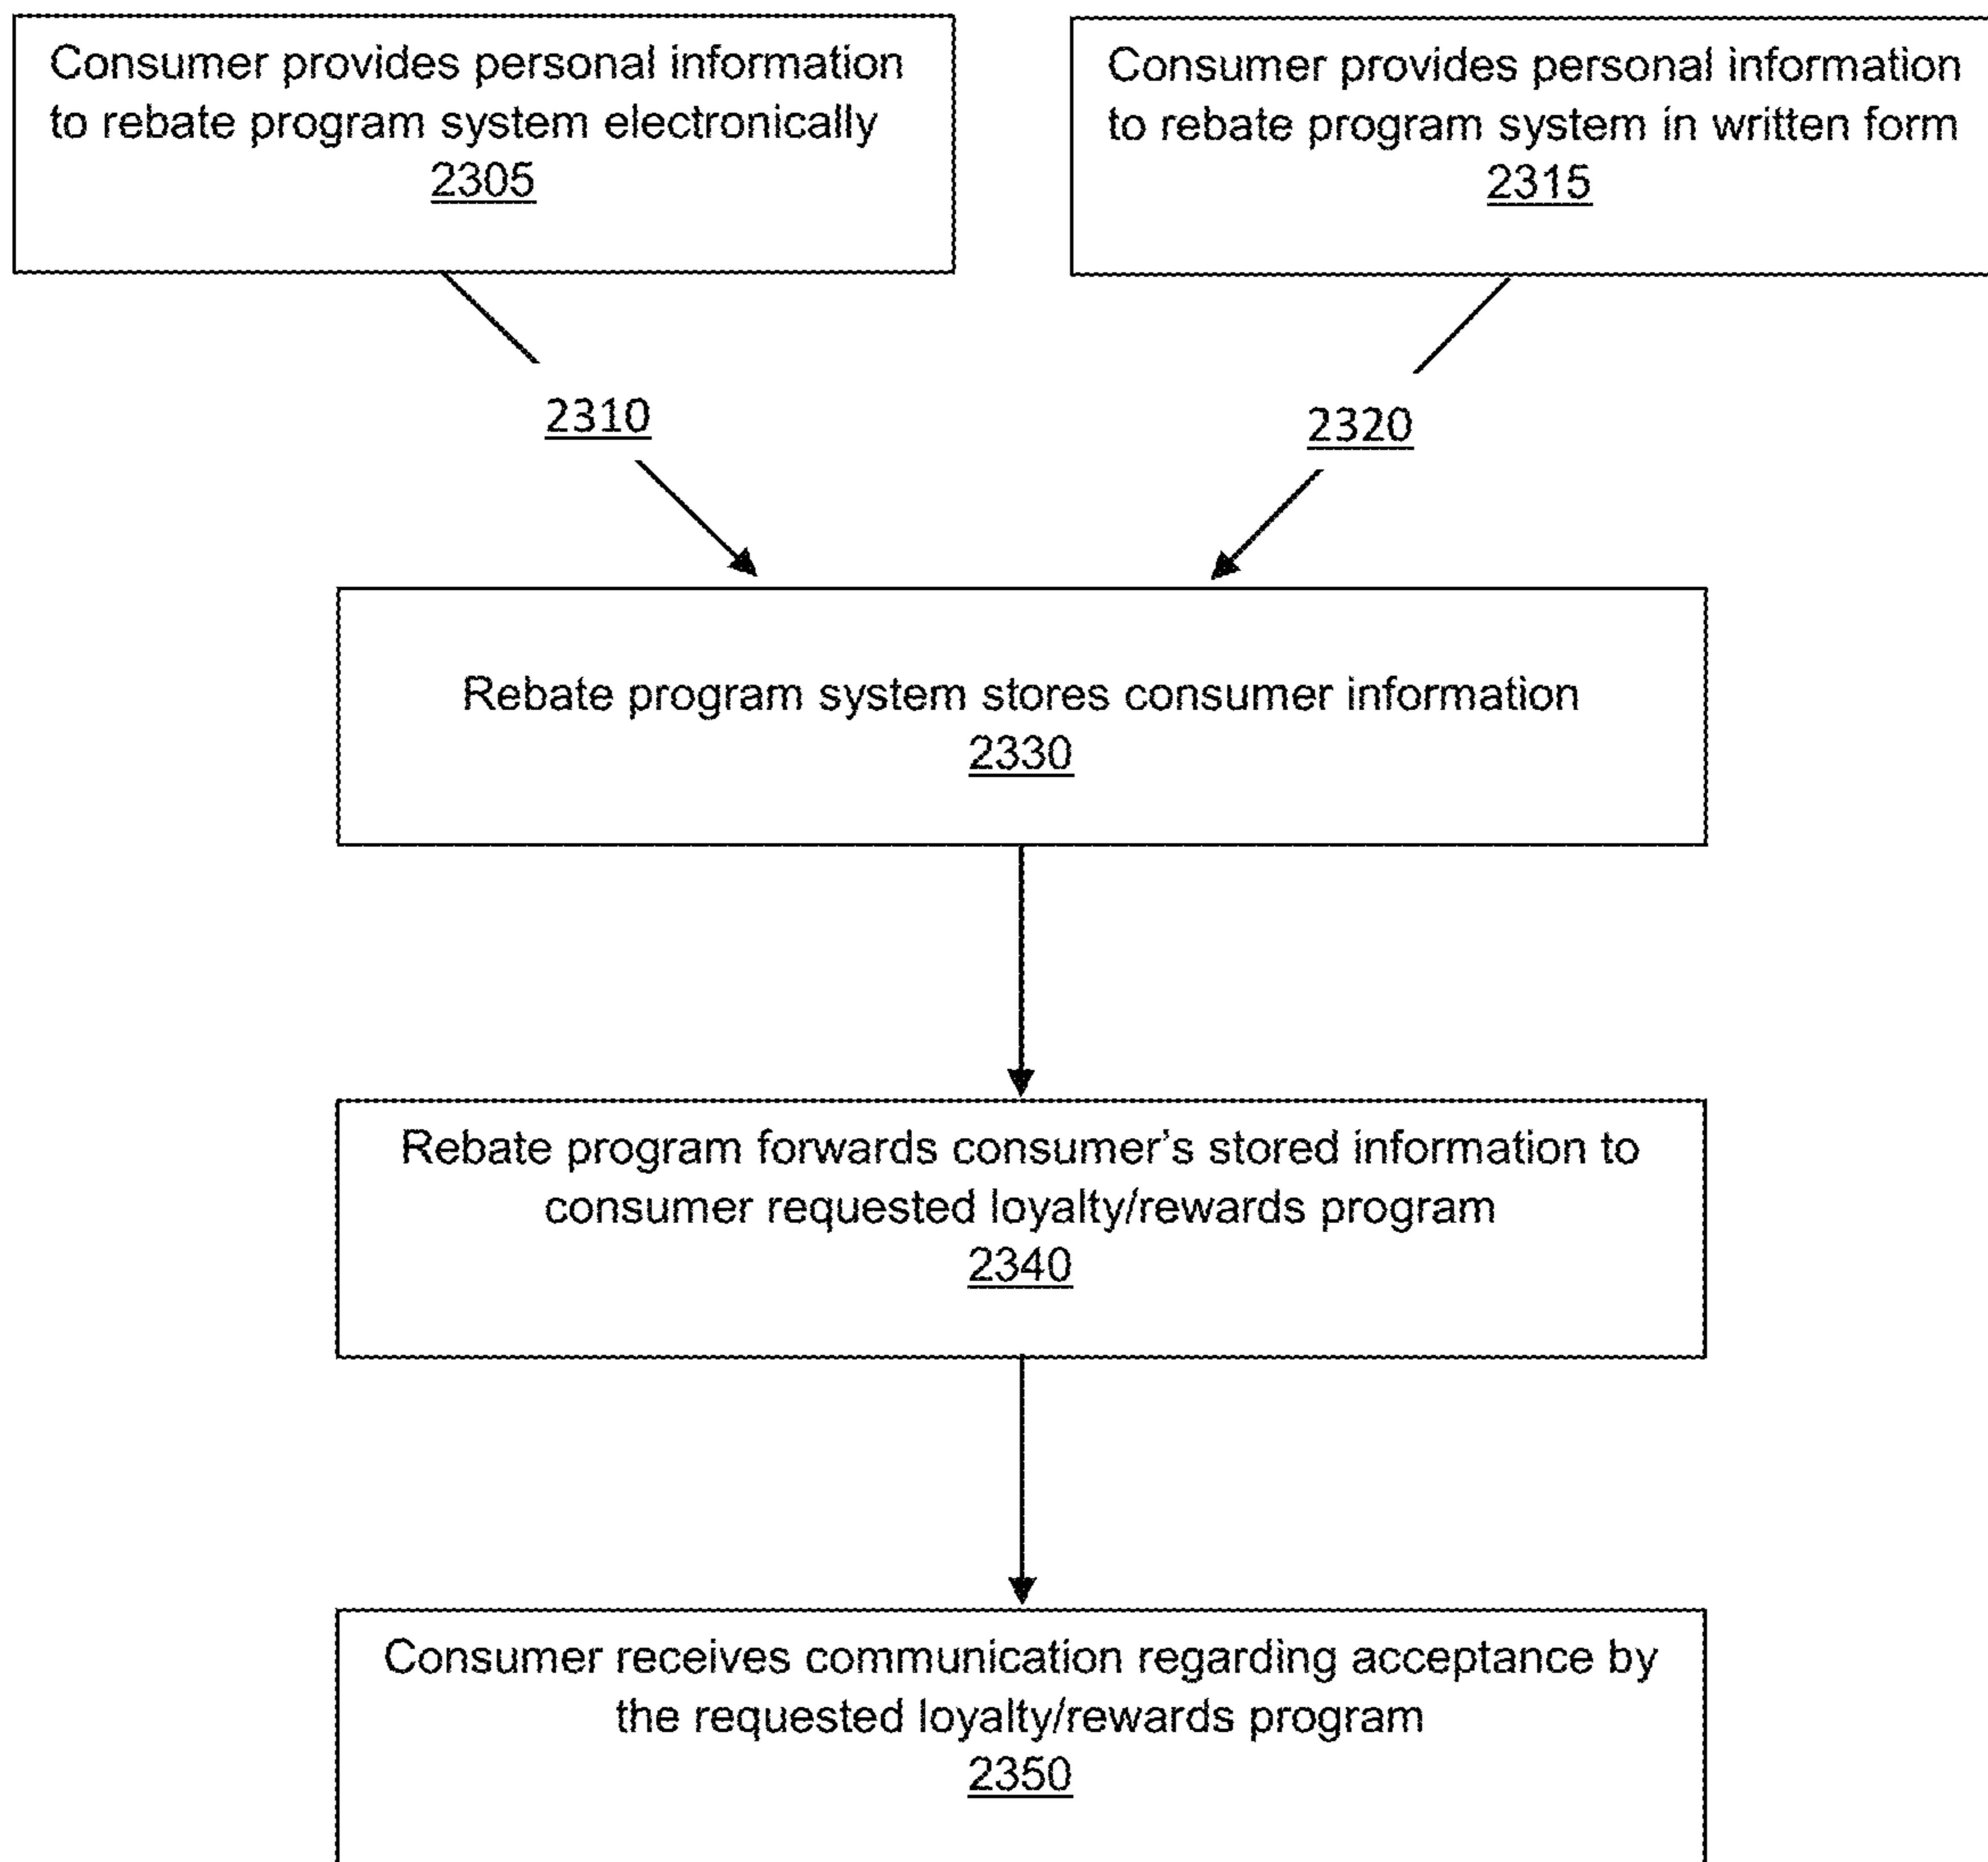 Consumer provides personal information
to rebate program system electronically
2305
Consumer provides personal information
to rebate program system in written form
2315
2310
2320
Rebate program system stores consumer information
2330
Rebate program forwards consumer's stored information to
consumer requested loyalty/rewards program
2340
Consumer receives communication regarding acceptance by
the requested loyalty/rewards program
2350